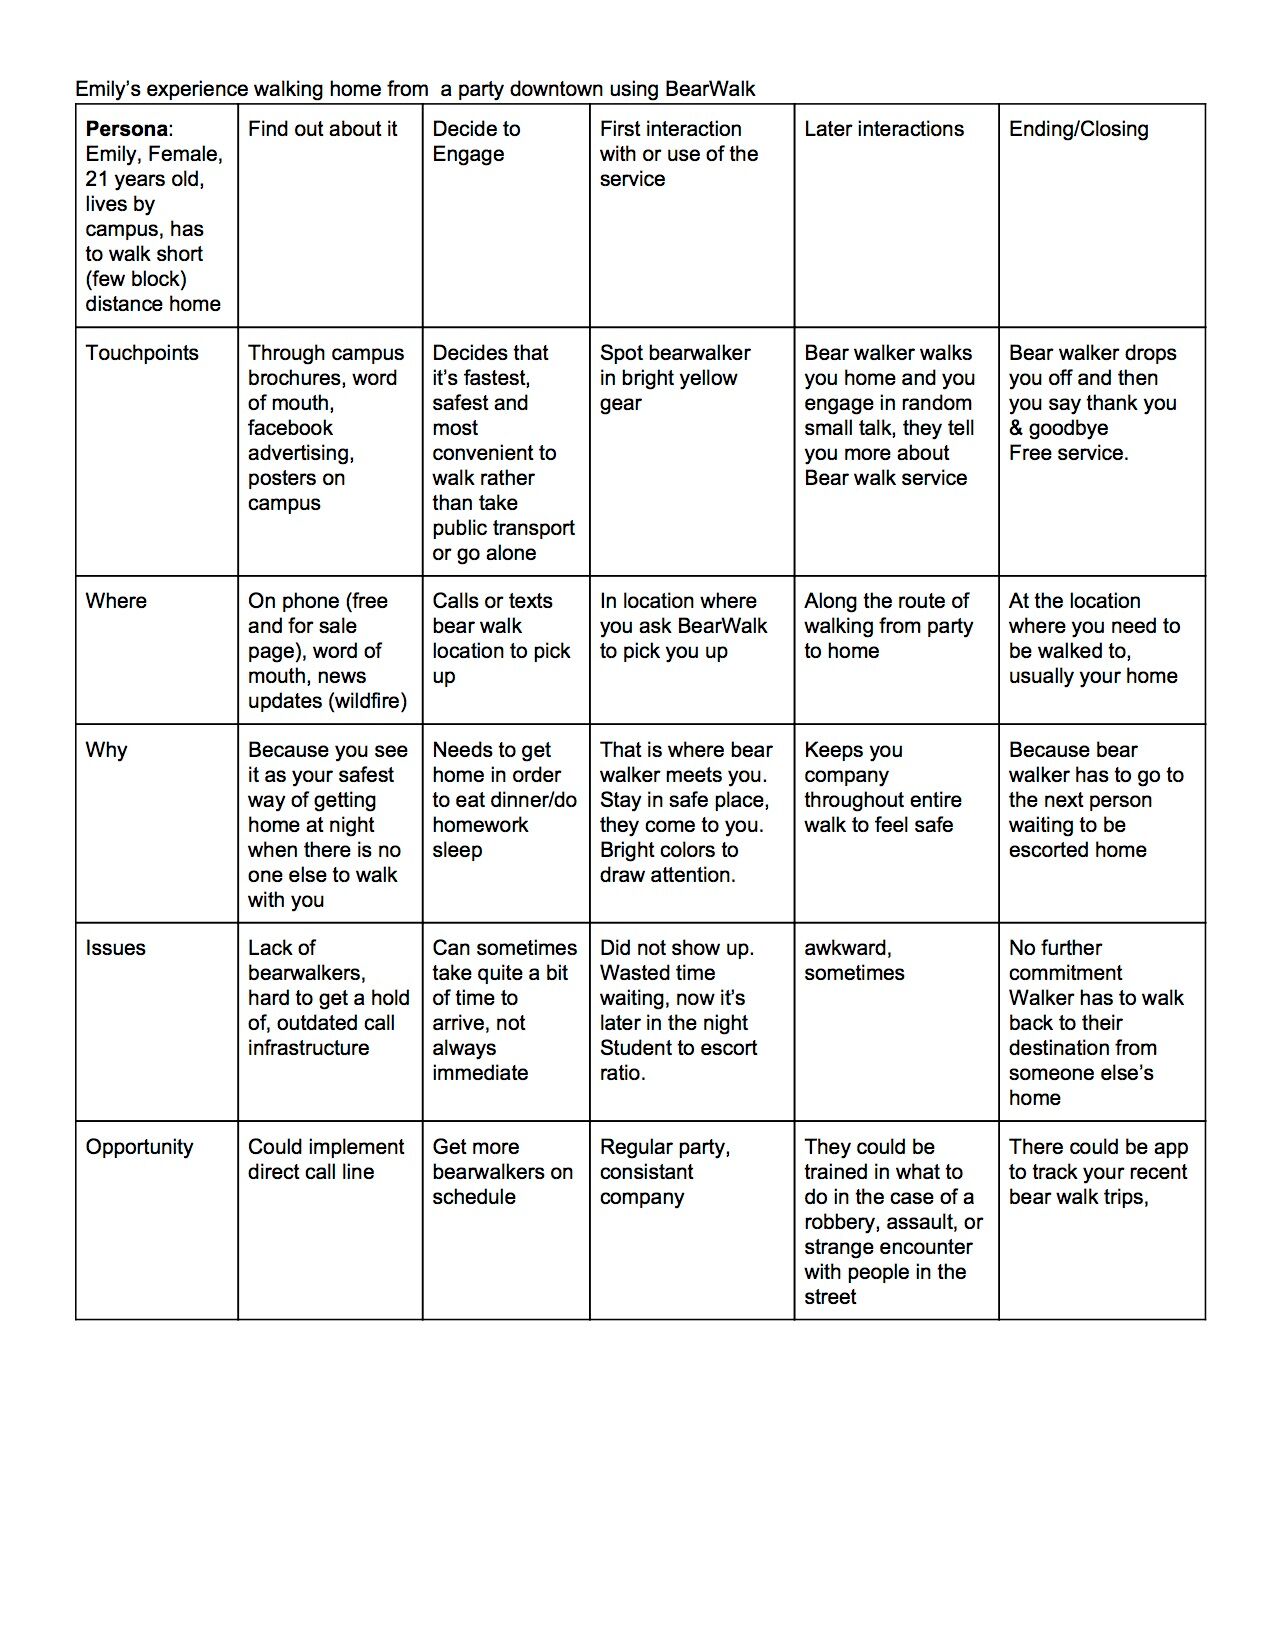 Emily’s experience walking home from  a party downtown using BearWalk
Persona:
Emily, Female,
21 years old,
lives by
campus, has
to walk short
(few block)
distance home
Find out about it
Decide to
Engage
First interaction
with or use of the
service
Later interactions
Ending/Closing
Touchpoints
Through campus
brochures, word
of mouth,
facebook
advertising,
posters on
campus
Decides that
it’s fastest,
safest and
most
convenient to
walk rather
than take
public transport
or go alone
Spot bearwalker
in bright yellow
gear
Bear walker walks
you home and you
engage in random
small talk, they tell
you more about
Bear walk service
Bear walker drops
you off and then
you say thank you
& goodbye
Free service.
Where
On phone (free
and for sale
page), word of
mouth, news
updates (wildfire)
Calls or texts
bear walk
location to pick
up
In location where
you ask BearWalk
to pick you up
Along the route of
walking from party
to home
At the location
where you need to
be walked to,
usually your home
Why
Because you see
it as your safest
way of getting
home at night
when there is no
one else to walk
with you
Needs to get
home in order
to eat dinner/do
homework
sleep
That is where bear
walker meets you.
Stay in safe place,
they come to you.
Bright colors to
draw attention.
Keeps you
company
throughout entire
walk to feel safe
Because bear
walker has to go to
the next person
waiting to be
escorted home
Issues
Lack of
bearwalkers,
hard to get a hold
of, outdated call
infrastructure
Can sometimes
take quite a bit
of time to
arrive, not
always
immediate
Did not show up.
Wasted time
waiting, now it’s
later in the night
Student to escort
ratio.
awkward,
sometimes
No further
commitment
Walker has to walk
back to their
destination from
someone else’s
home
Opportunity
Could implement
direct call line
Get more
bearwalkers on
schedule
Regular party,
consistant
company
They could be
trained in what to
do in the case of a
robbery, assault, or
strange encounter
with people in the
street
There could be app
to track your recent
bear walk trips,